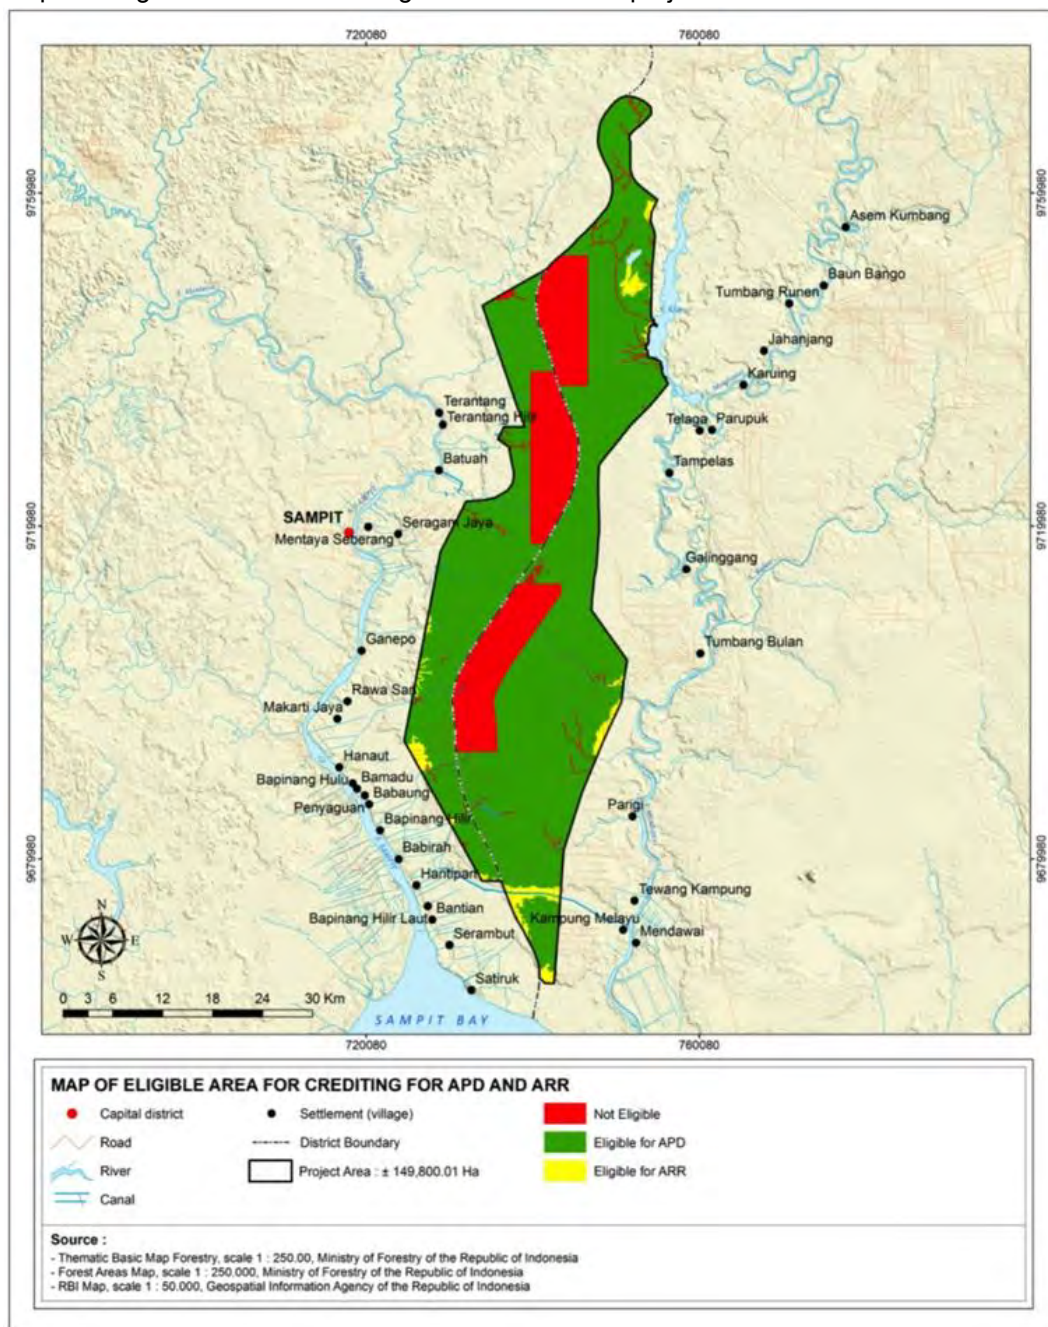 720080
760080
9759980
9759980
Asem Kumbang
Baun Bango
Tumbang Runen
Jahanjang
Karuing
Terantang
Terantang Hilir
Telaga
Parupuk
Batuah
Tampelas
SAMPIT
Seragam Jaya
Mentaya Seberang
9719980
9719980
Galinggang
Ganepo
Tumbang Bulan
Rawa Sari
Makarti Jaya
Hanaut
Bapinang Hulu
Bamadu
Babaung
Penyaguan
Parigi
Bapinang Hilir
Babirah
9679980
9679980
Hantipan
Tewang Kampung
Bantian
Bapinang Hilir Laut
Kampung Melayu
Mendawai
Serambut
Satiruk
N
W
E
S
0 3 6 12 18 24 30 Km
SAMPIT BAY
720080
760080
MAP OF ELIGIBLE AREA FOR CREDITING FOR APD AND ARR
Capital district
Settlement (village)
Not Eligible
Road
District Boundary
Eligible for APD
River
Project Area : ± 149,800.01 Ha
Eligible for ARR
Canal
Source :
- Thematic Basic Map Forestry, scale 1 : 250.00, Ministry of Forestry of the Republic of Indonesia
- Forest Areas Map, scale 1 : 250.000, Ministry of Forestry of the Republic of Indonesia
- RBI Map, scale 1 : 50.000, Geospatial Information Agency of the Republic of Indonesia